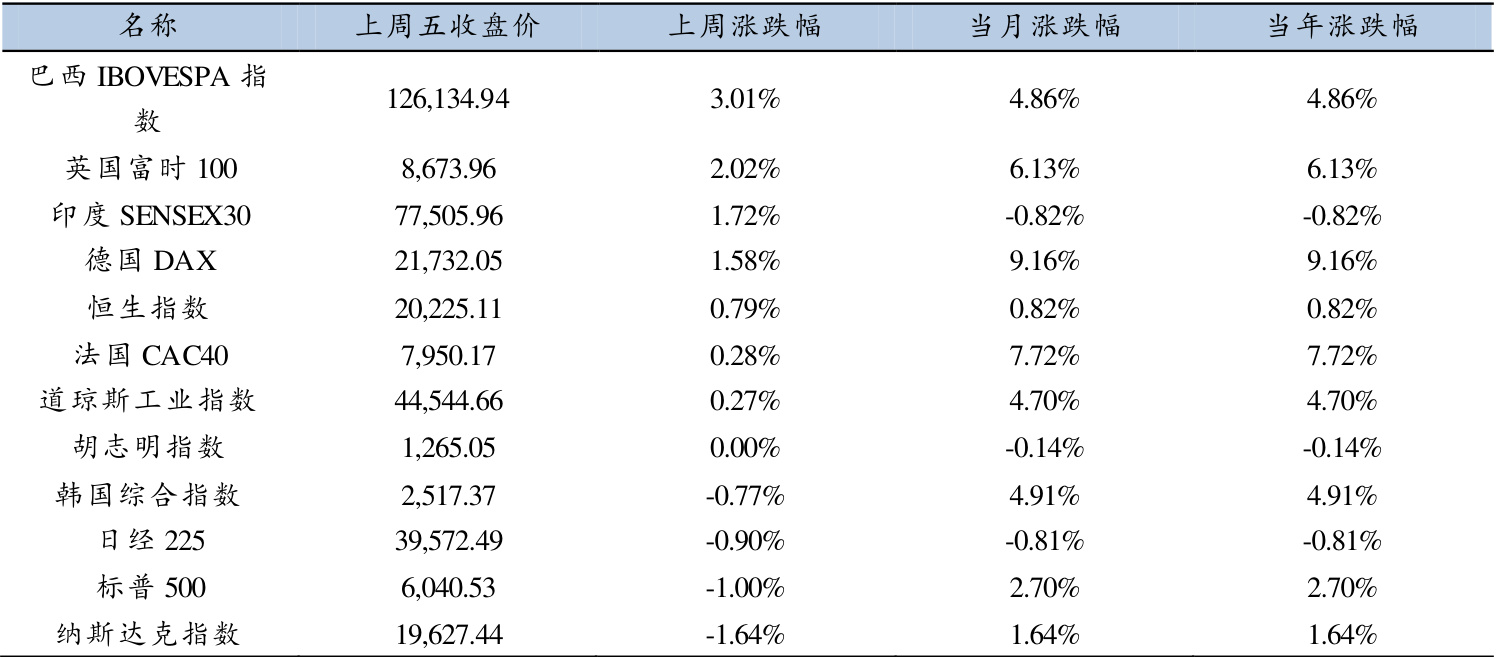 名称 上周五收盘价 上周涨跌幅 当月涨跌幅 当年涨跌幅
巴西 IBOVESPA 指
数 126,134.94 3.01% 4.86% 4.86%
英国富时 100 8,673.96 2.02% 6.13% 6.13%
印度 SENSEX30 77,505.96 1.72% -0.82% -0.82%
德国 DAX 21,732.05 1.58% 9.16% 9.16%
恒生指数 20,225.11 0.79% 0.82% 0.82%
法国 CAC40 7,950.17 0.28% 7.72% 7.72%
道琼斯工业指数 44,544.66 0.27% 4.70% 4.70%
胡志明指数 1,265.05 0.00% -0.14% -0.14%
韩国综合指数 2,517.37 -0.77% 4.91% 4.91%
日经 225 39,572.49 -0.90% -0.81% -0.81%
标普 500 6,040.53 -1.00% 2.70% 2.70%
纳斯达克指数 19,627.44 -1.64% 1.64% 1.64%